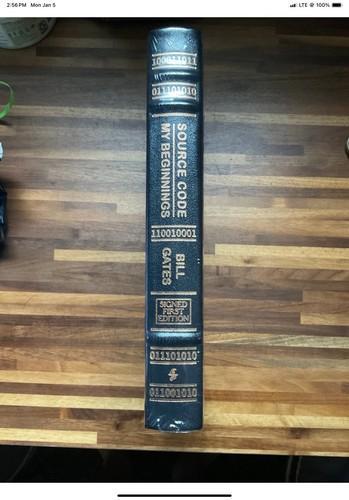 2:56 PM Mon Jan 5
LTE 100%
100011011
011101010
SOURCE CODE
MY BEGINNINGS
110010001
BILL
GATES
SIGNED
FIRST
EDITION
011101010
011001010